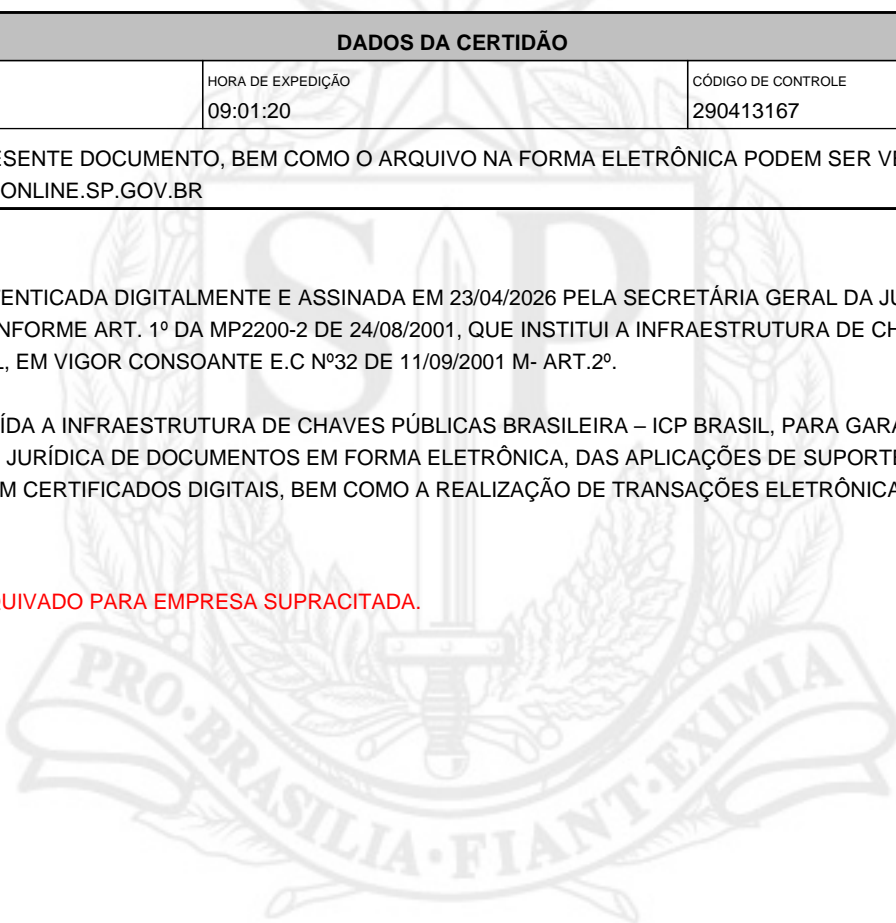 DADOS DA CERTIDÃO
HORA DE EXPEDIÇÃO CÓDIGO DE CONTROLE
09:01:20 290413167
ESENTE DOCUMENTO, BEM COMO O ARQUIVO NA FORMA ELETRÔNICA PODEM SER VE
ONLINE.SP.GOV.BR
ENTICADA DIGITALMENTE E ASSINADA EM 23/04/2026 PELA SECRETÁRIA GERAL DA JU
NFORME ART. 1º DA MP2200-2 DE 24/08/2001, QUE INSTITUI A INFRAESTRUTURA DE CH
L, EM VIGOR CONSOANTE E.C Nº32 DE 11/09/2001 M- ART.2º.
ÍDA A INFRAESTRUTURA DE CHAVES PÚBLICAS BRASILEIRA – ICP BRASIL, PARA GARA
JURÍDICA DE DOCUMENTOS EM FORMA ELETRÔNICA, DAS APLICAÇÕES DE SUPORTE
M CERTIFICADOS DIGITAIS, BEM COMO A REALIZAÇÃO DE TRANSAÇÕES ELETRÔNICA
UIVADO PARA EMPRESA SUPRACITADA.
SP
PRO·BRASILIA·FIANT·EXIMIA